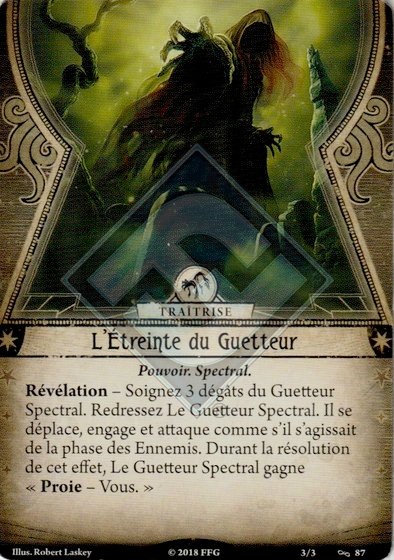 TRAÎTRISE
L'Étreinte du Guetteur
Pouvoir. Spectral.
Révélation – Soignez 3 dégâts du Guetteur
Spectral. Redressez Le Guetteur Spectral. Il se
déplace, engage et attaque comme s'il s'agissait
de la phase des Ennemis. Durant la résolution
de cet effet, Le Guetteur Spectral gagne
« Proie – Vous. »
Illus. Robert Laskey © 2018 FFG 3/3 87